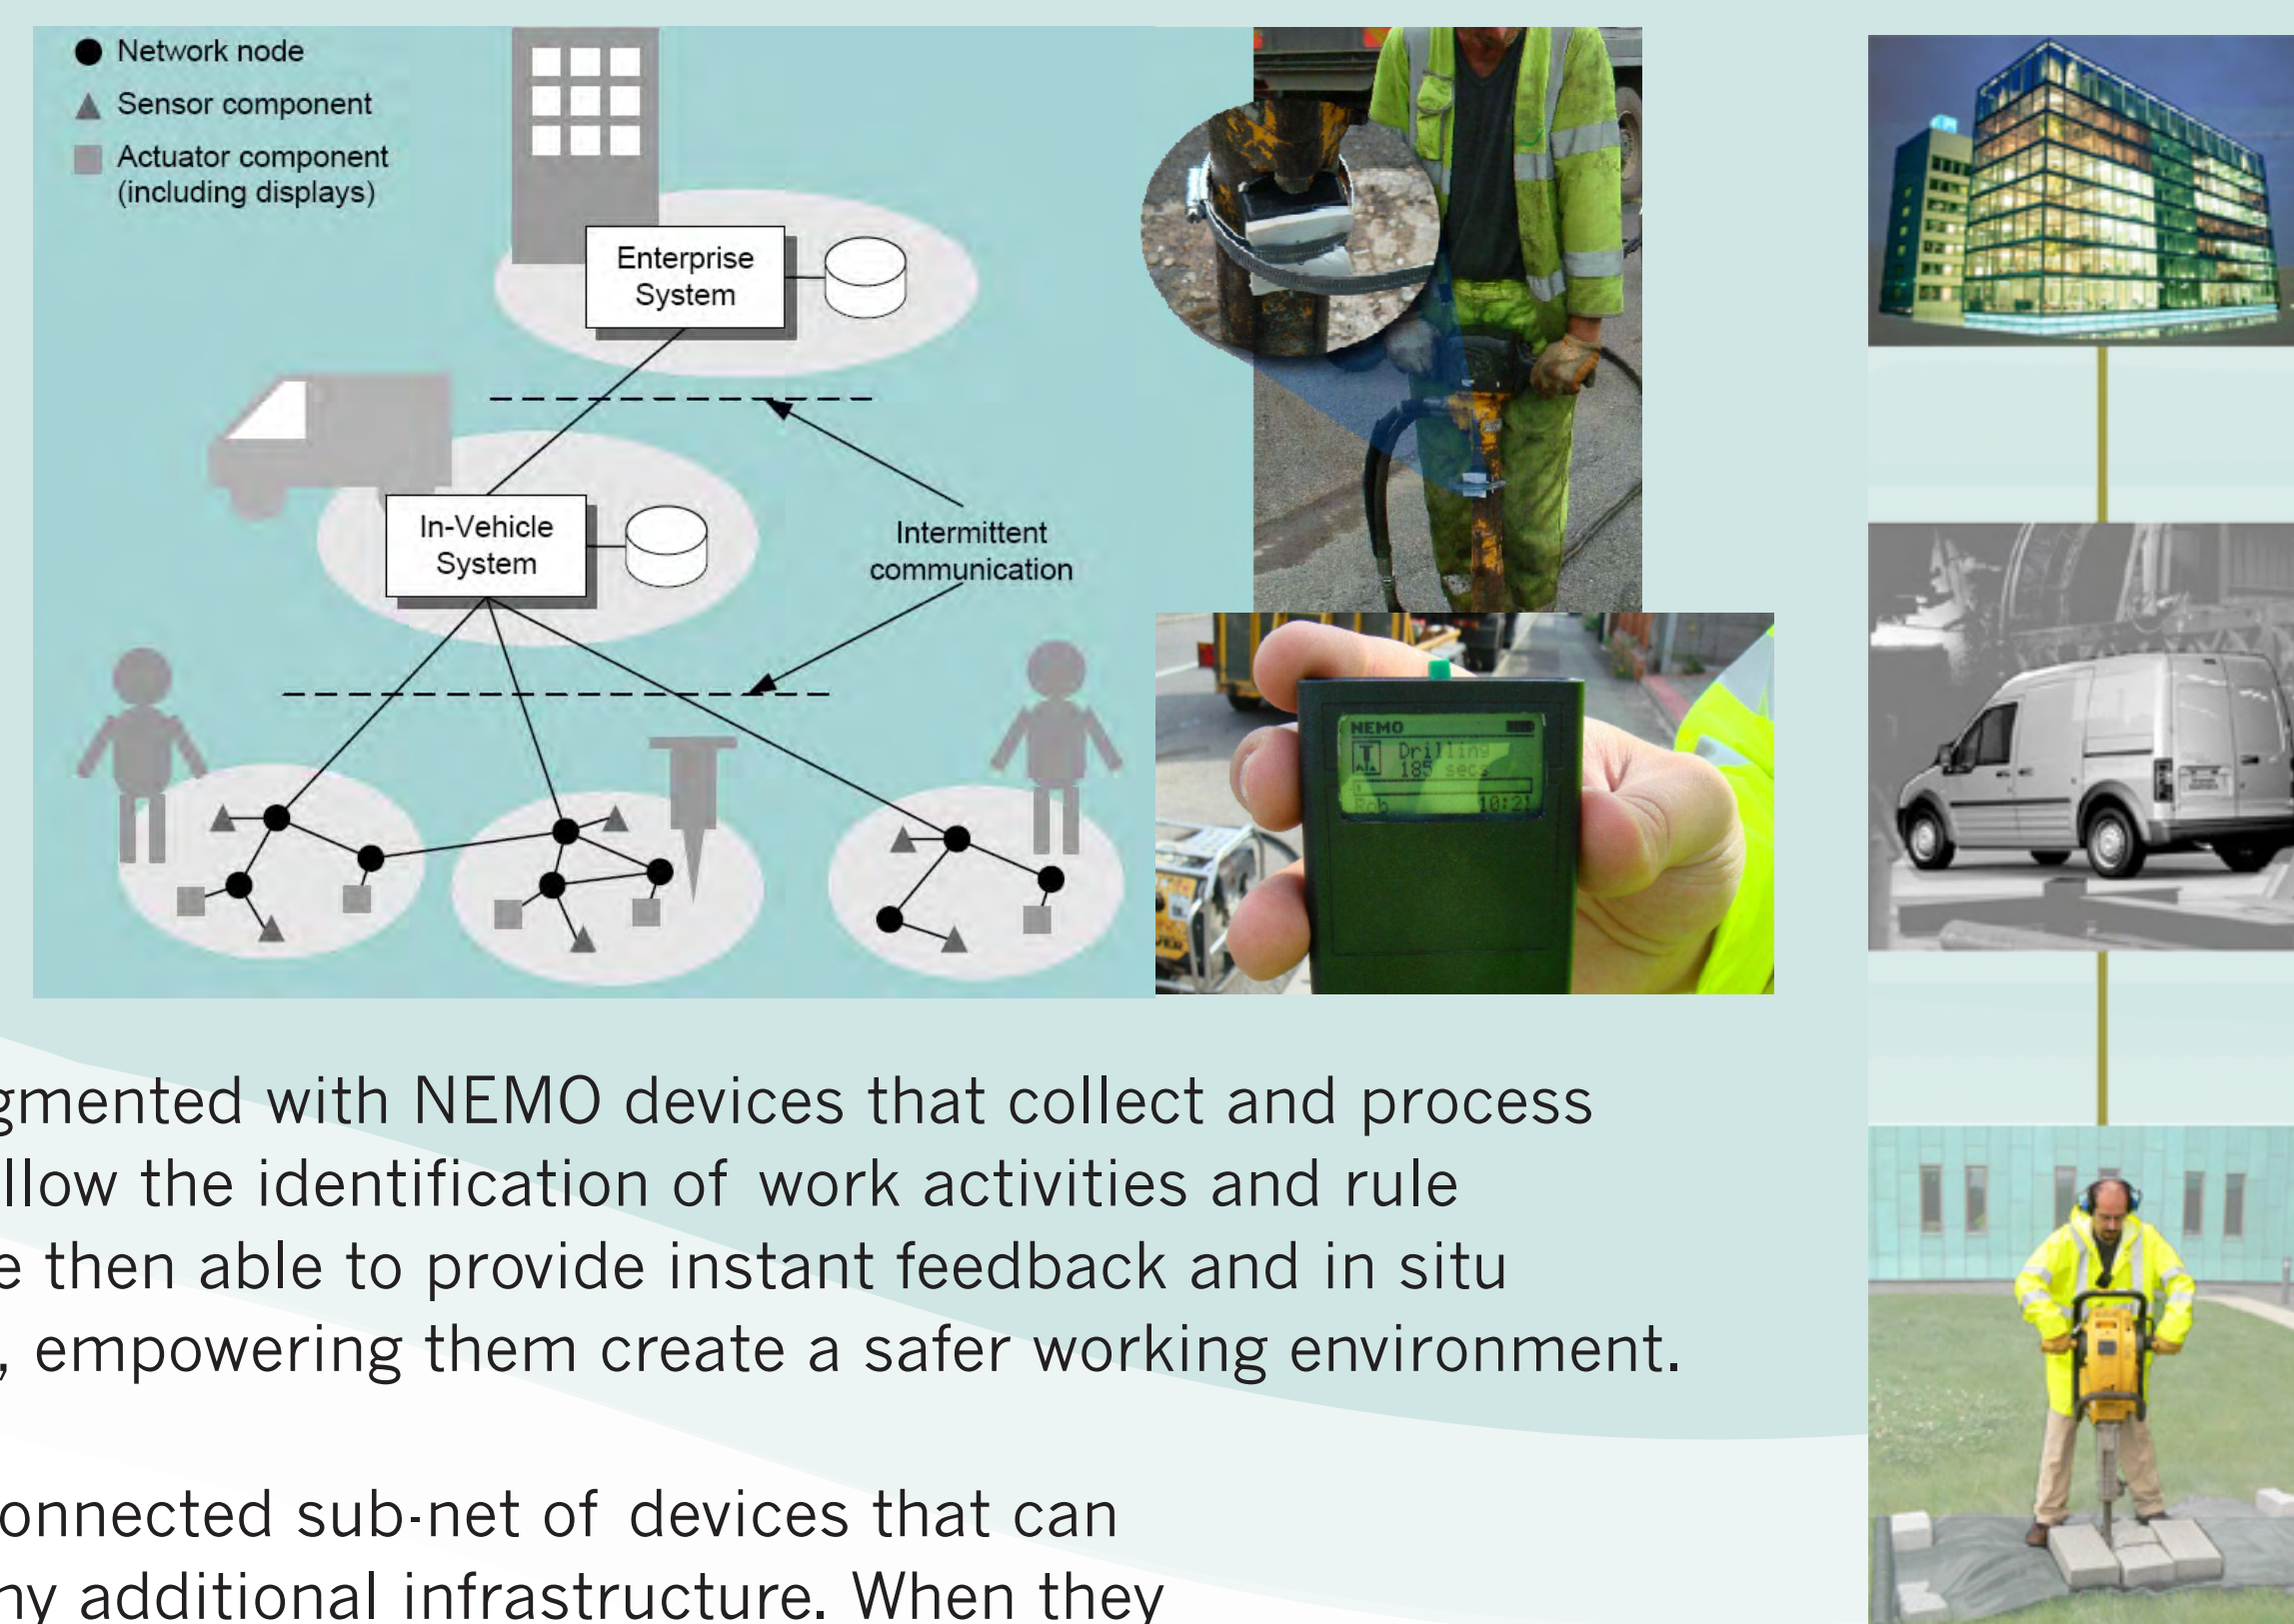 Network node
Sensor component
Actuator component
(including displays)
Enterprise
System
In-Vehicle
System
Intermittent
communication
NEMO
Drilling
185 secs
Rob 10:21
gmented with NEMO devices that collect and process
llow the identification of work activities and rule
e then able to provide instant feedback and in situ
, empowering them create a safer working environment.
onnected sub-net of devices that can
ny additional infrastructure. When they